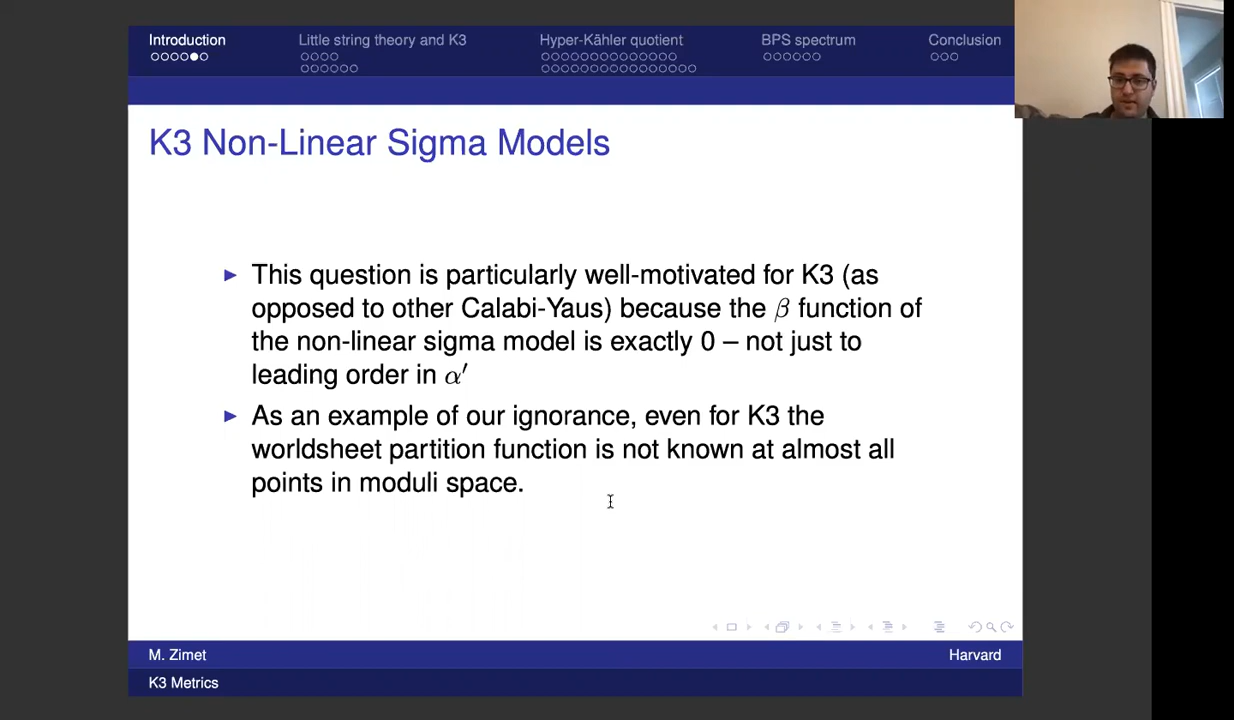 Introduction
Little string theory and K3
Hyper-Kähler quotient
BPS spectrum
Conclusion
K3 Non-Linear Sigma Models
This question is particularly well-motivated for K3 (as
opposed to other Calabi-Yaus) because the β function of
the non-linear sigma model is exactly 0 – not just to
leading order in α′
As an example of our ignorance, even for K3 the
worldsheet partition function is not known at almost all
points in moduli space.
M. Zimet
Harvard
K3 Metrics